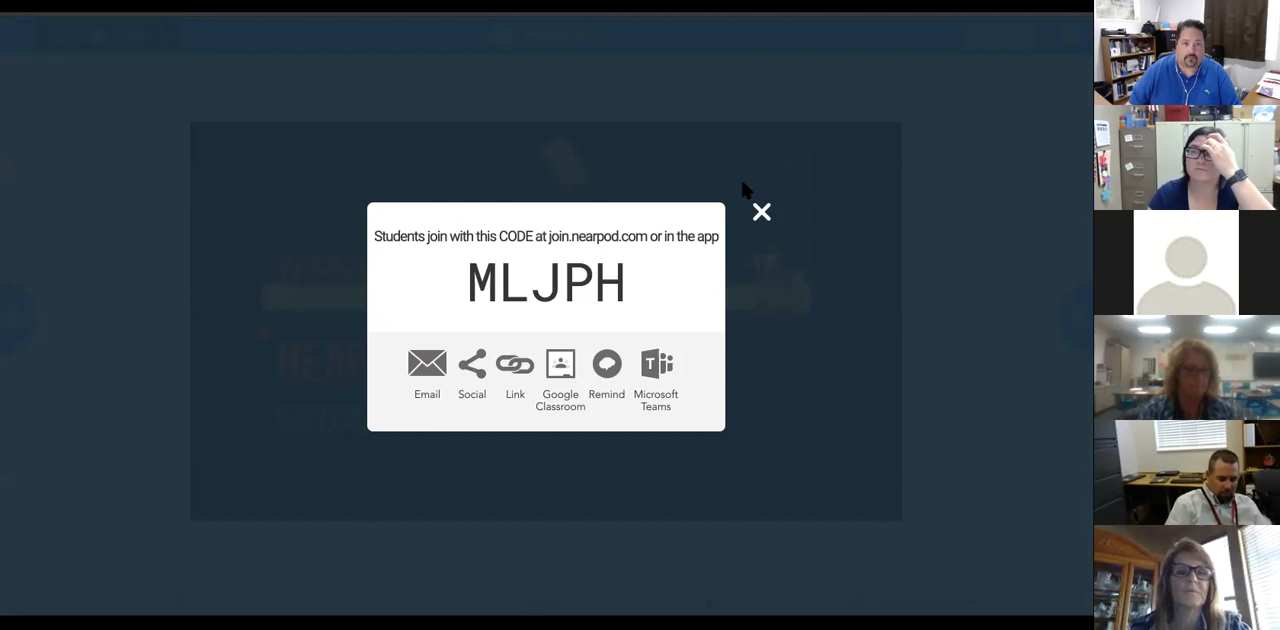 Students join with this CODE at join.nearpod.com or in the app
MLJPH
Email Social Link Google Classroom Remind Microsoft Teams